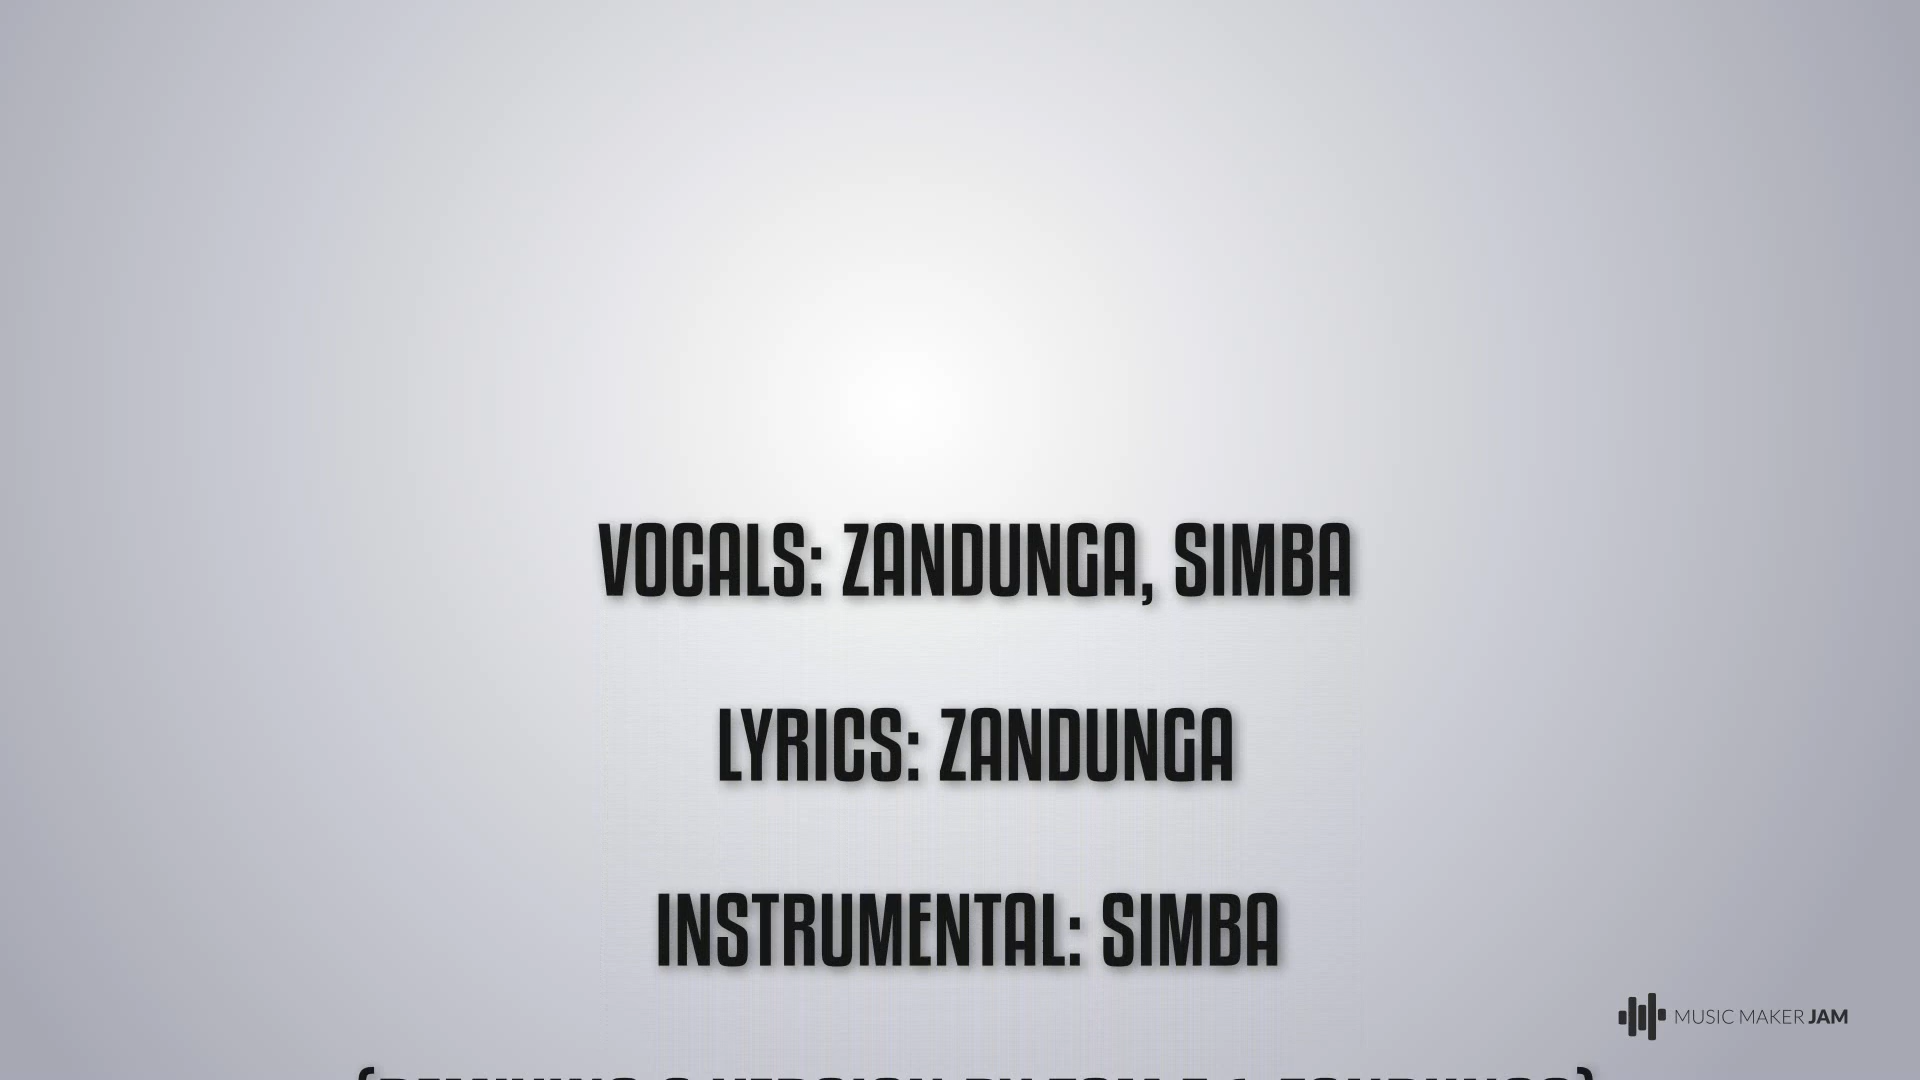 VOCALS: ZANDUNGA, SIMBA
LYRICS: ZANDUNGA
INSTRUMENTAL: SIMBA
MUSIC MAKER JAM